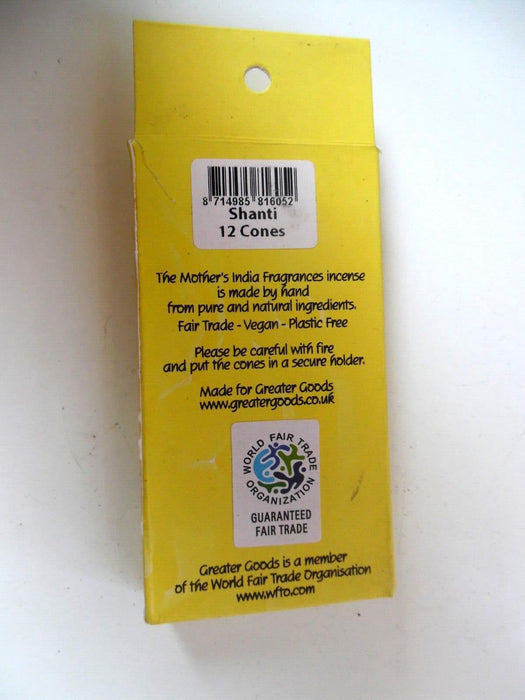 8 714985 816052
Shanti
12 Cones
The Mother's India Fragrances incense
is made by hand
from pure and natural ingredients.
Fair Trade - Vegan - Plastic Free
Please be careful with fire
and put the cones in a secure holder.
Made for Greater Goods
www.greatergoods.co.uk
WORLD FAIR TRADE
ORGANIZATION
GUARANTEED
FAIR TRADE
Greater Goods is a member
of the World Fair Trade Organisation
www.wfto.com